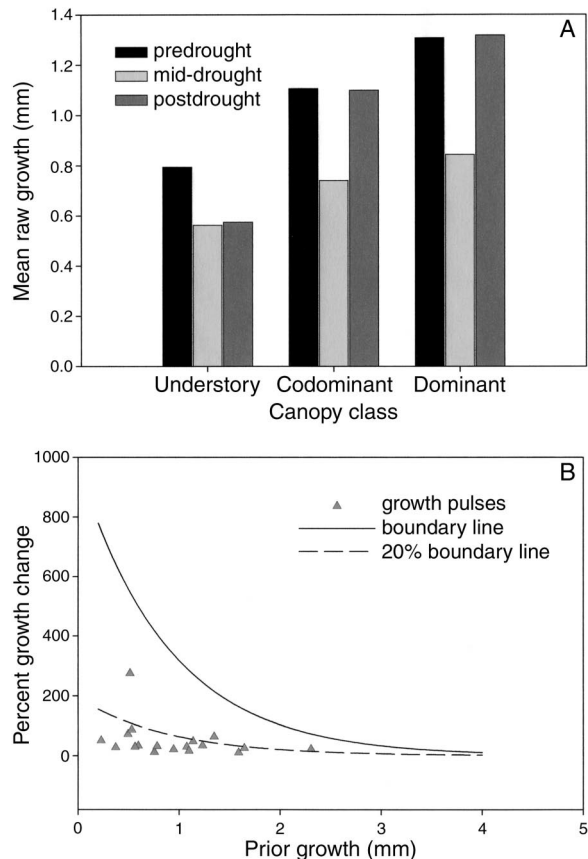 A
1.4
1.2
1.0
0.8
0.6
0.4
0.2
0.0
Mean raw growth (mm)
predrought
mid-drought
postdrought
Understory Codominant Dominant
Canopy class
B
1000
800
600
400
200
0
Percent growth change
growth pulses
boundary line
20% boundary line
0 1 2 3 4 5
Prior growth (mm)